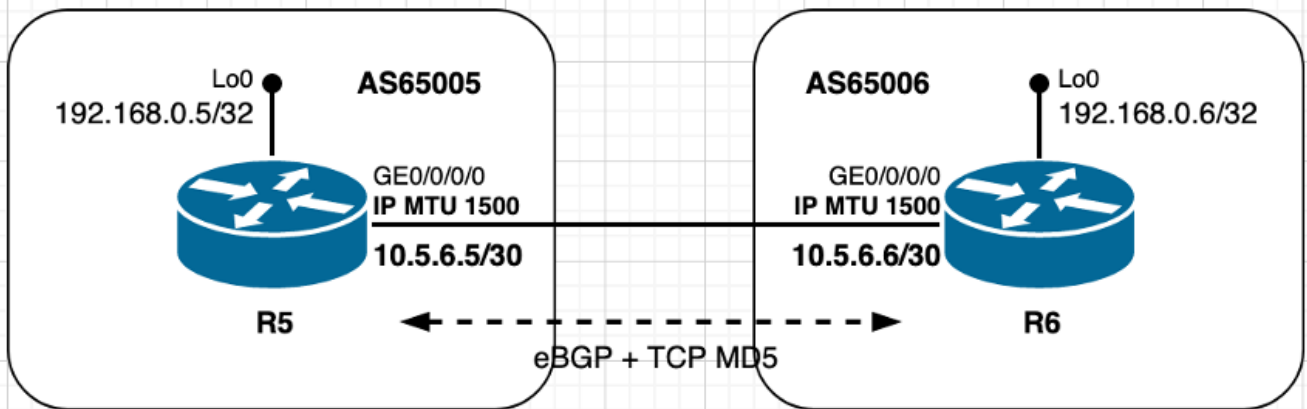 Lo0
192.168.0.5/32
AS65005
GE0/0/0/0
IP MTU 1500
10.5.6.5/30
R5
AS65006
Lo0
192.168.0.6/32
GE0/0/0/0
IP MTU 1500
10.5.6.6/30
R6
eBGP + TCP MD5